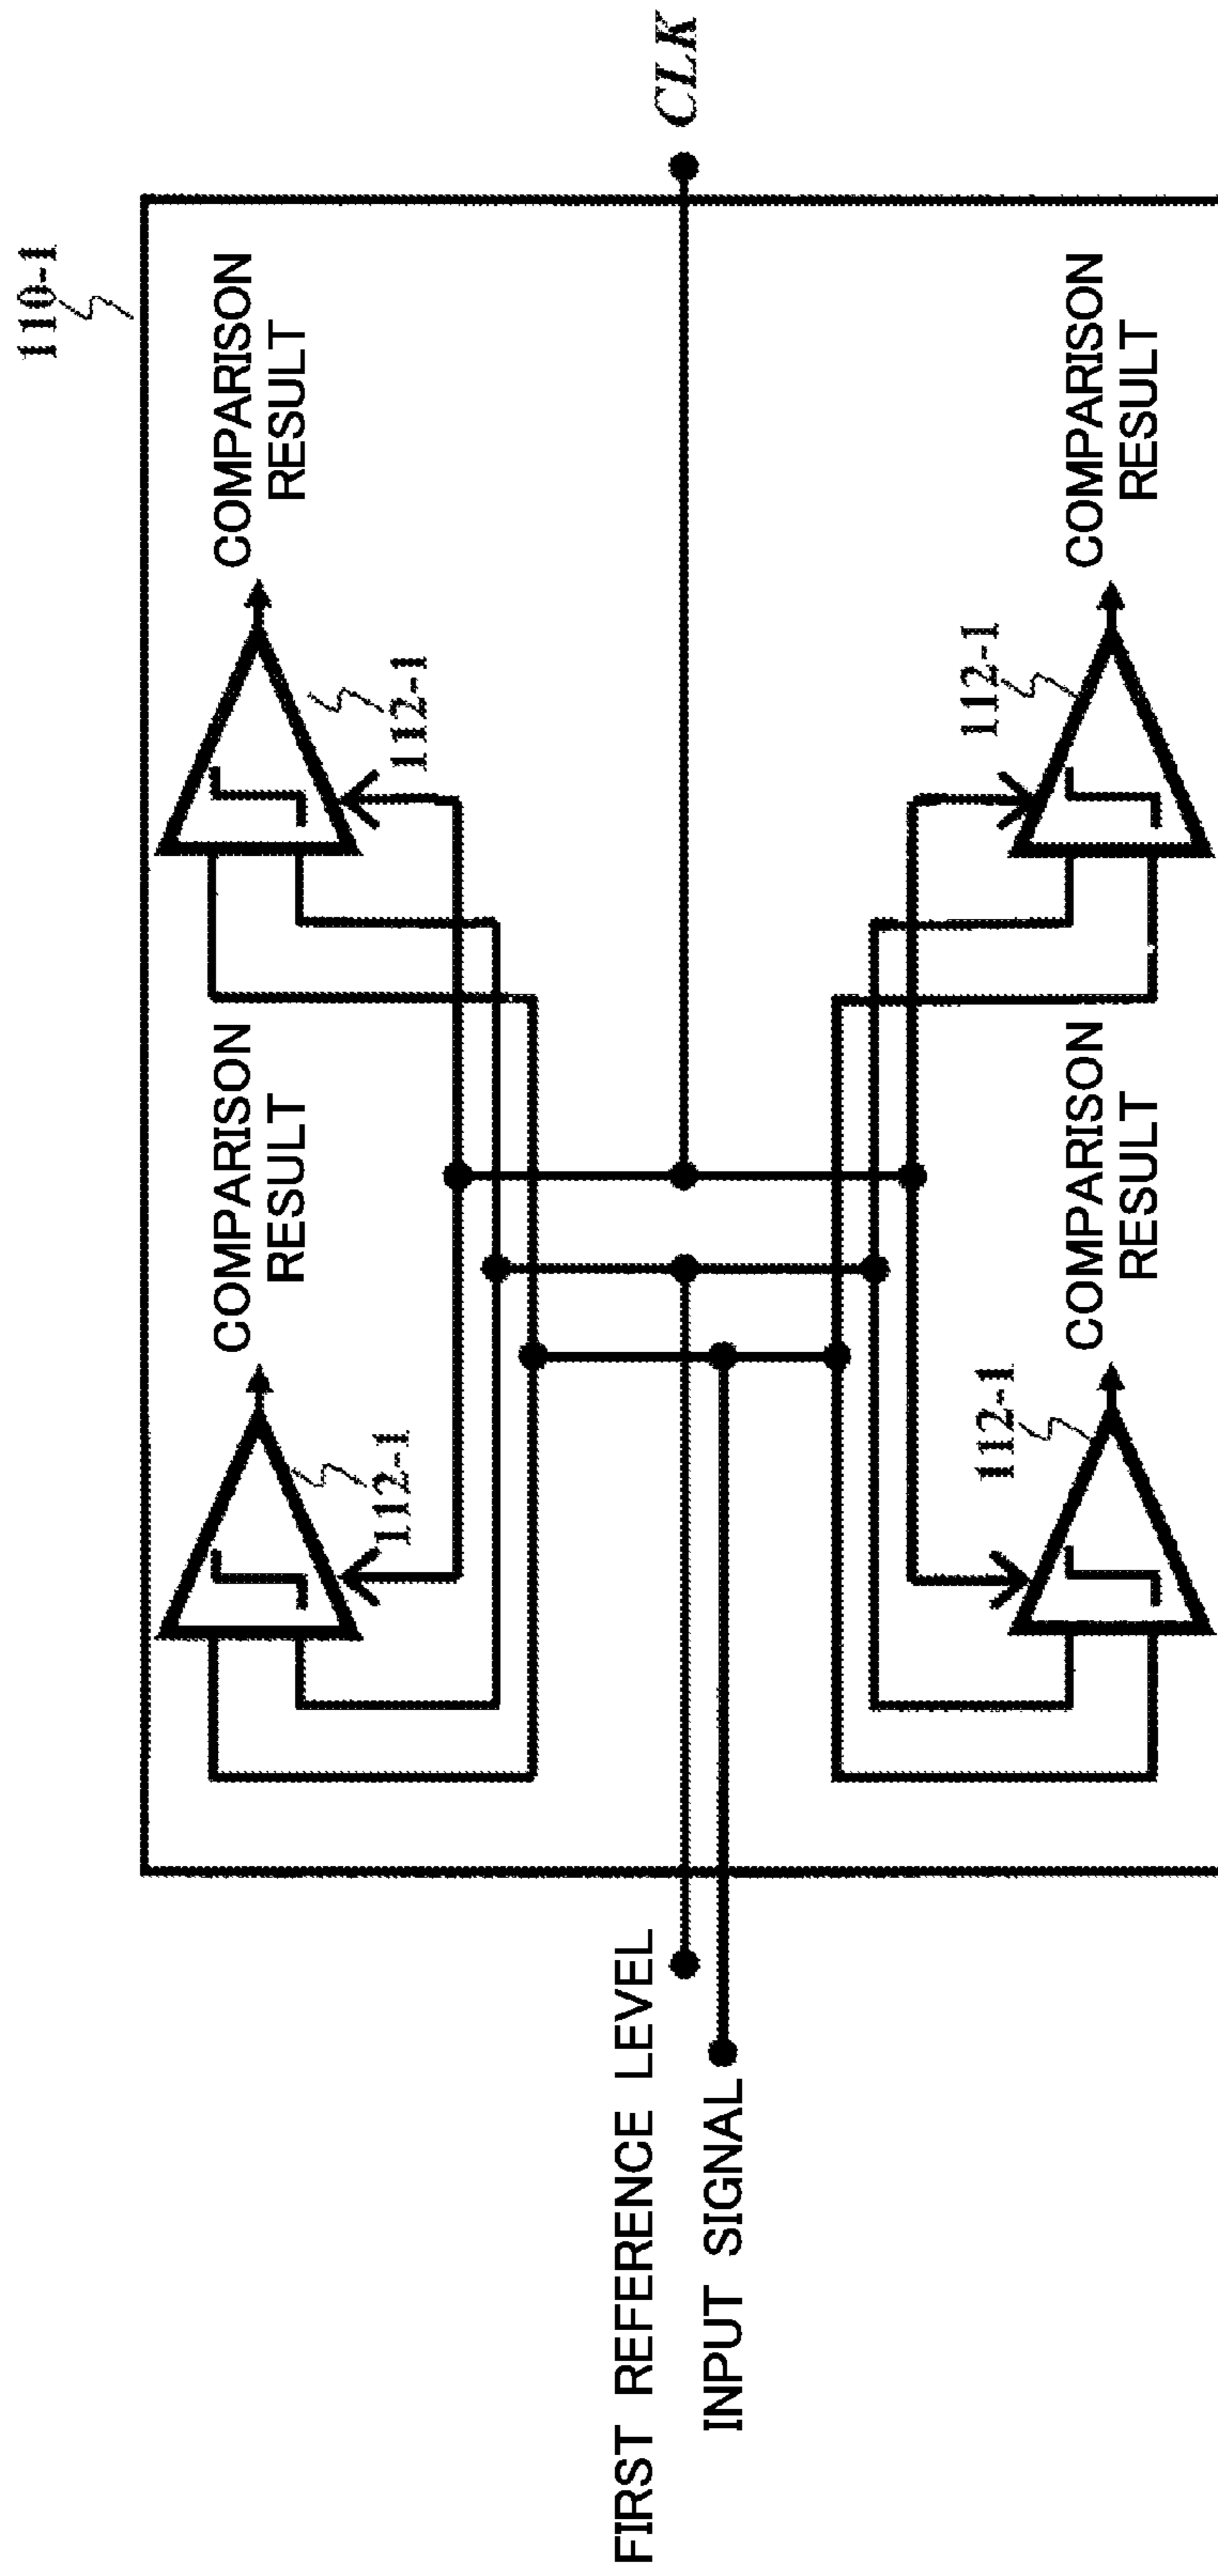 110-1
COMPARISON
RESULT
COMPARISON
RESULT
112-1
112-1
CLK
FIRST REFERENCE LEVEL
INPUT SIGNAL
112-1
112-1
COMPARISON
RESULT
COMPARISON
RESULT